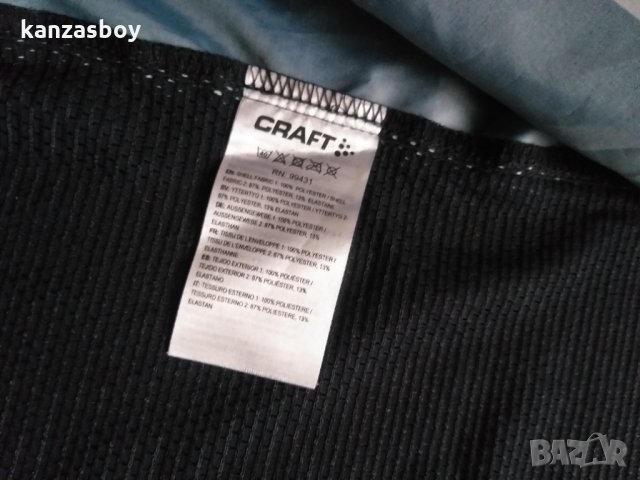 kanzasboy
CRAFT
RN: 99431
EN: SHELL FABRIC 1: 100% POLYESTER / SHELL
FABRIC 2: 87% POLYESTER, 13% ELASTANE
SV: YTTERTYG 1: 100% POLYESTER / YTTERTYG 2:
87% POLYESTER, 13% ELASTAN
DE: AUSSENGEWEBE 1: 100% POLYESTER /
AUSSENGEWEBE 2: 87% POLYESTER, 13%
ELASTHAN
FR: TISSU DE L'ENVELOPPE 1: 100% POLYESTER /
TISSU DE L'ENVELOPPE 2: 87% POLYESTER, 13%
ELASTHANNE
ES: TEJIDO EXTERIOR 1: 100% POLIÉSTER /
TEJIDO EXTERIOR 2: 87% POLIÉSTER, 13%
ELASTANO
IT: TESSURO ESTERNO 1: 100% POLIESTERE /
TESSURO ESTERNO 2: 87% POLIESTERE, 13%
ELASTAN
BAZAR